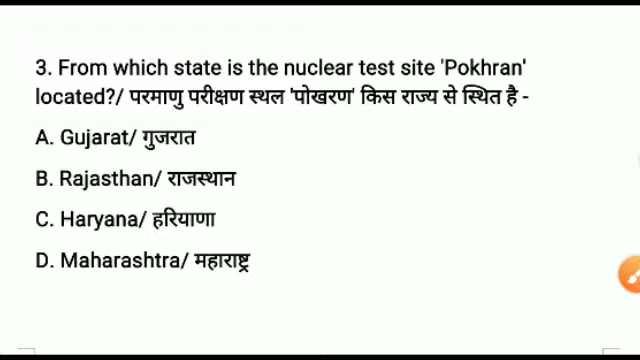 3. From which state is the nuclear test site 'Pokhran'
located?/ परमाणु परीक्षण स्थल 'पोखरण' किस राज्य से स्थित है -
A. Gujarat/ गुजरात
B. Rajasthan/ राजस्थान
C. Haryana/ हरियाणा
D. Maharashtra/ महाराष्ट्र